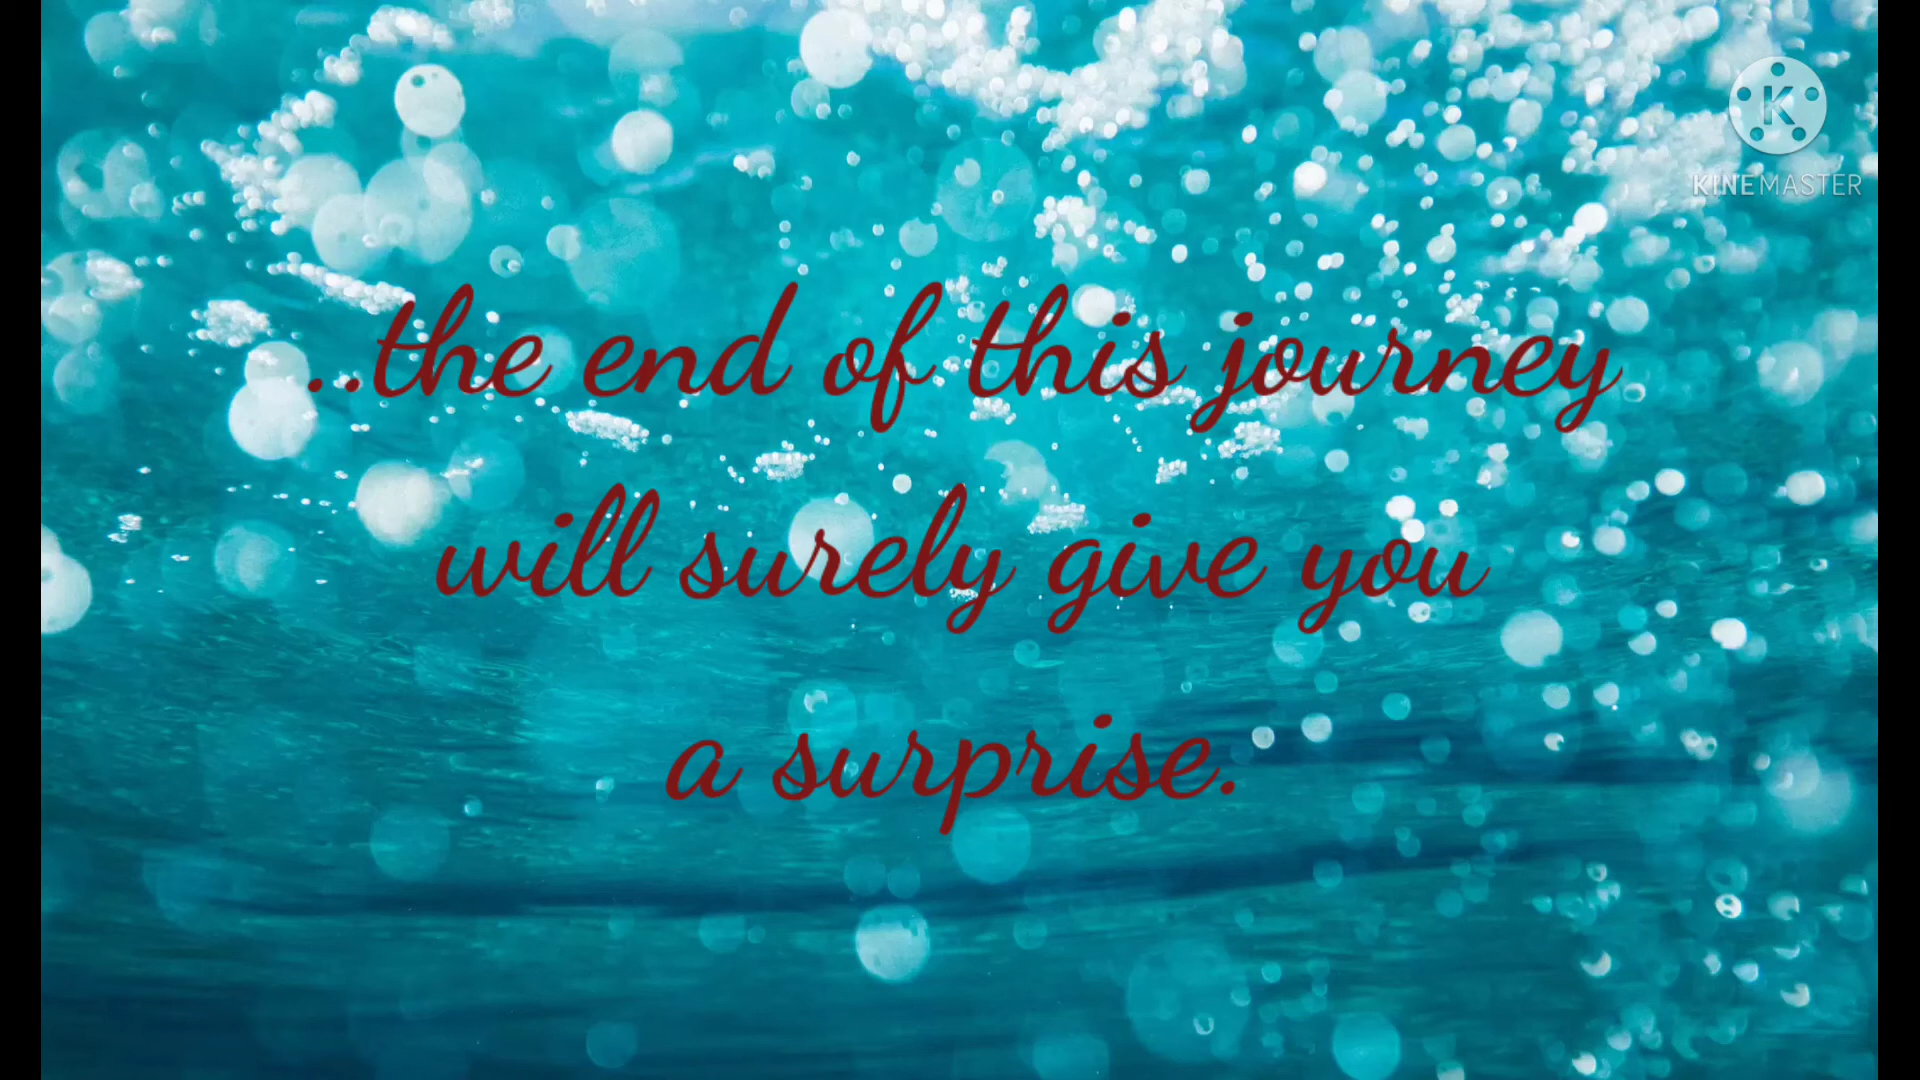 K
KINEMASTER
..the end of this journey
will surely give you
a surprise.